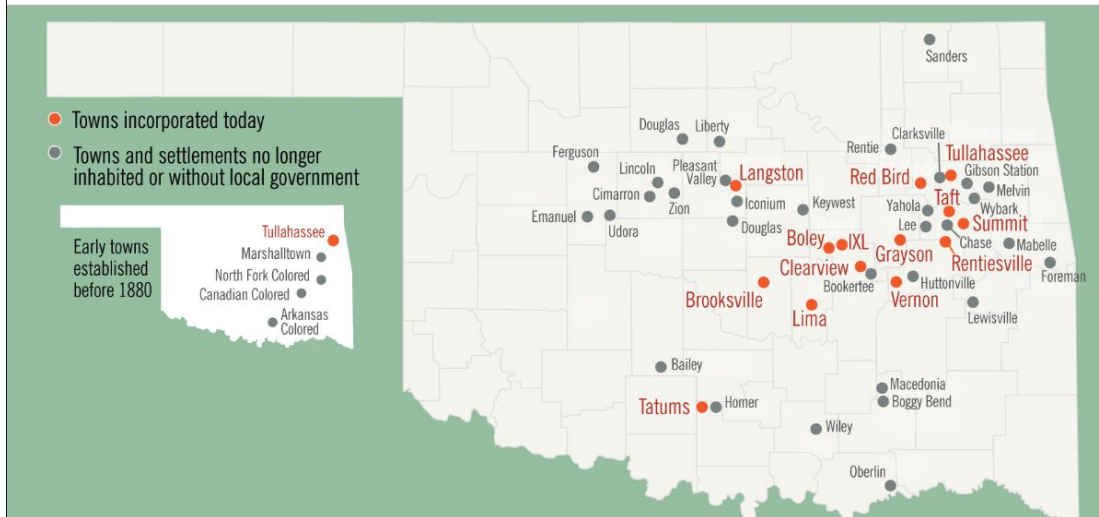 Towns incorporated today
Towns and settlements no longer
inhabited or without local government
Early towns
established
before 1880
Tullahassee
Marshalltown
North Fork Colored
Canadian Colored
Arkansas
Colored
Sanders
Douglas
Liberty
Clarksville
Rentie
Tullahassee
Ferguson
Lincoln
Pleasant
Valley
Langston
Red Bird
Gibson Station
Melvin
Cimarron
Zion
Iconium
Keywest
Taft
Wybark
Yahola
Emanuel
Udora
Douglas
Lee
Summit
Boley
IXL
Grayson
Chase
Mabelle
Clearview
Rentiesville
Foreman
Bookertee
Huttonville
Brooksville
Vernon
Lima
Lewisville
Bailey
Macedonia
Boggy Bend
Tatums
Homer
Wiley
Oberlin